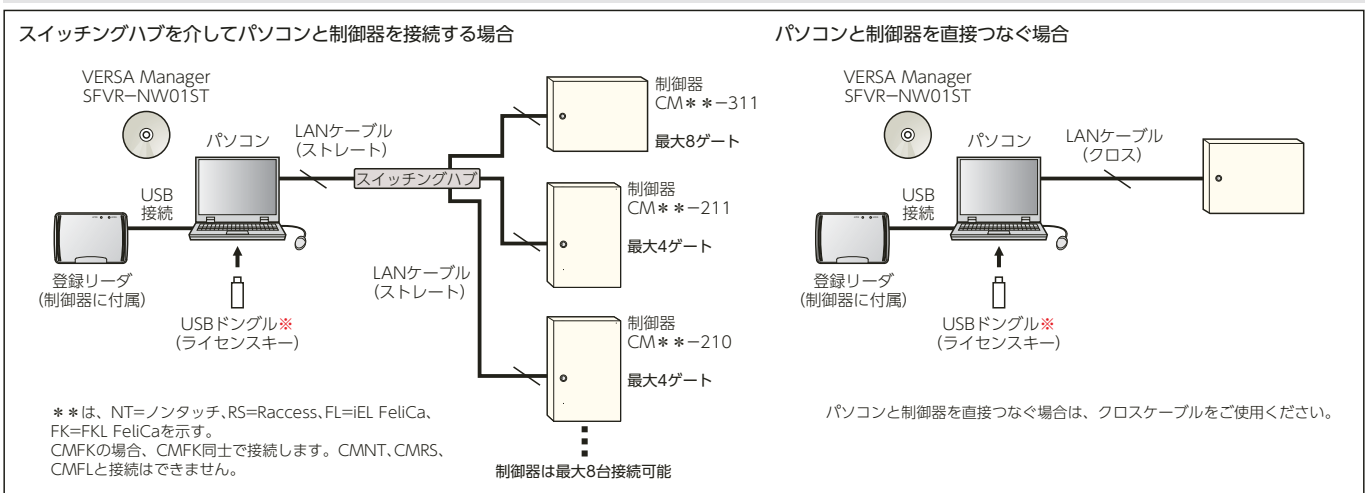 スイッチングハブを介してパソコンと制御器を接続する場合
VERSA Manager
SFVR−NW01ST
パソコン
LANケーブル
(ストレート)
スイッチングハブ
USB
接続
登録リーダ
(制御器に付属)
USBドングル※
(ライセンスキー)
LANケーブル
(ストレート)
制御器
CM＊＊−311
最大8ゲート
制御器
CM＊＊−211
最大4ゲート
制御器
CM＊＊−210
最大4ゲート
制御器は最大8台接続可能
＊＊は、NT=ノンタッチ、RS=Raccess、FL=iEL FeliCa、
FK=FKL FeliCaを示す。
CMFKの場合、CMFK同士で接続します。CMNT、CMRS、
CMFLと接続はできません。
パソコンと制御器を直接つなぐ場合
VERSA Manager
SFVR−NW01ST
パソコン
LANケーブル
(クロス)
USB
接続
登録リーダ
(制御器に付属)
USBドングル※
(ライセンスキー)
パソコンと制御器を直接つなぐ場合は、クロスケーブルをご使用ください。